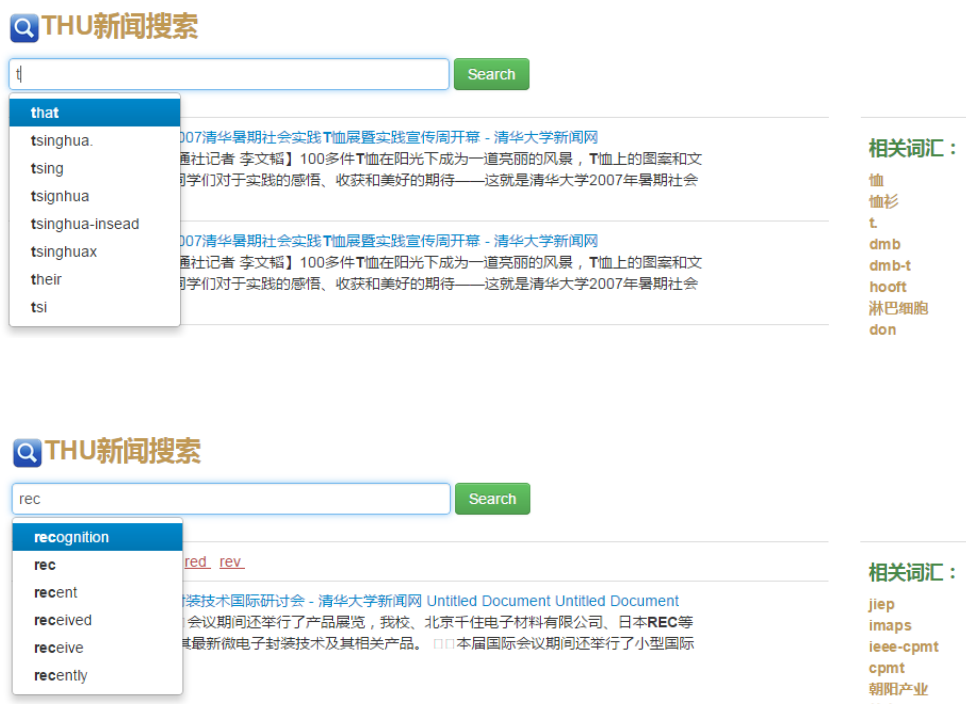 THU新闻搜索
t
Search
that
tsinghua.
tsing
tsignhua
tsinghua-insead
tsinghuax
their
tsi
007清华暑期社会实践T恤展暨实践宣传周开幕 - 清华大学新闻网
通社记者 李文韬】100多件T恤在阳光下成为一道亮丽的风景，T恤上的图案和文
同学们对于实践的感悟、收获和美好的期待——这就是清华大学2007年暑期社会
007清华暑期社会实践T恤展暨实践宣传周开幕 - 清华大学新闻网
通社记者 李文韬】100多件T恤在阳光下成为一道亮丽的风景，T恤上的图案和文
同学们对于实践的感悟、收获和美好的期待——这就是清华大学2007年暑期社会
相关词汇：
恤
恤衫
t.
dmb
dmb-t
hooft
淋巴细胞
don
THU新闻搜索
rec
Search
recognition
rec
recent
received
receive
recently
red rev
封装技术国际研讨会 - 清华大学新闻网 Untitled Document Untitled Document
会议期间还举行了产品展览，我校、北京千住电子材料有限公司、日本REC等
其最新微电子封装技术及其相关产品。 □□本届国际会议期间还举行了小型国际
相关词汇：
jiep
imaps
ieee-cpmt
cpmt
朝阳产业